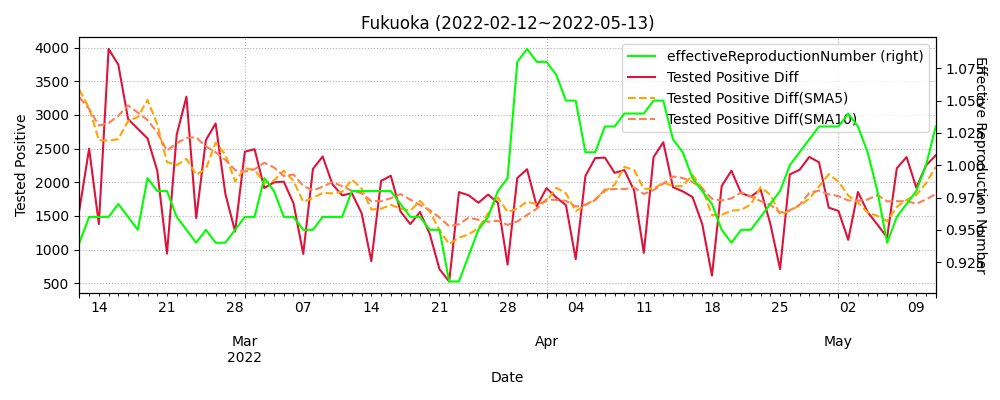 Fukuoka (2022-02-12~2022-05-13)
4000
3500
3000
2500
2000
1500
1000
500
Tested Positive
effectiveReproductionNumber (right)
Tested Positive Diff
Tested Positive Diff(SMA5)
Tested Positive Diff(SMA10)
1.075
1.050
1.025
1.000
0.975
0.950
0.925
Effective Reproduction Number
14 21 28 07 14 21 28 04 11 18 25 02 09
Mar Apr May
2022
Date